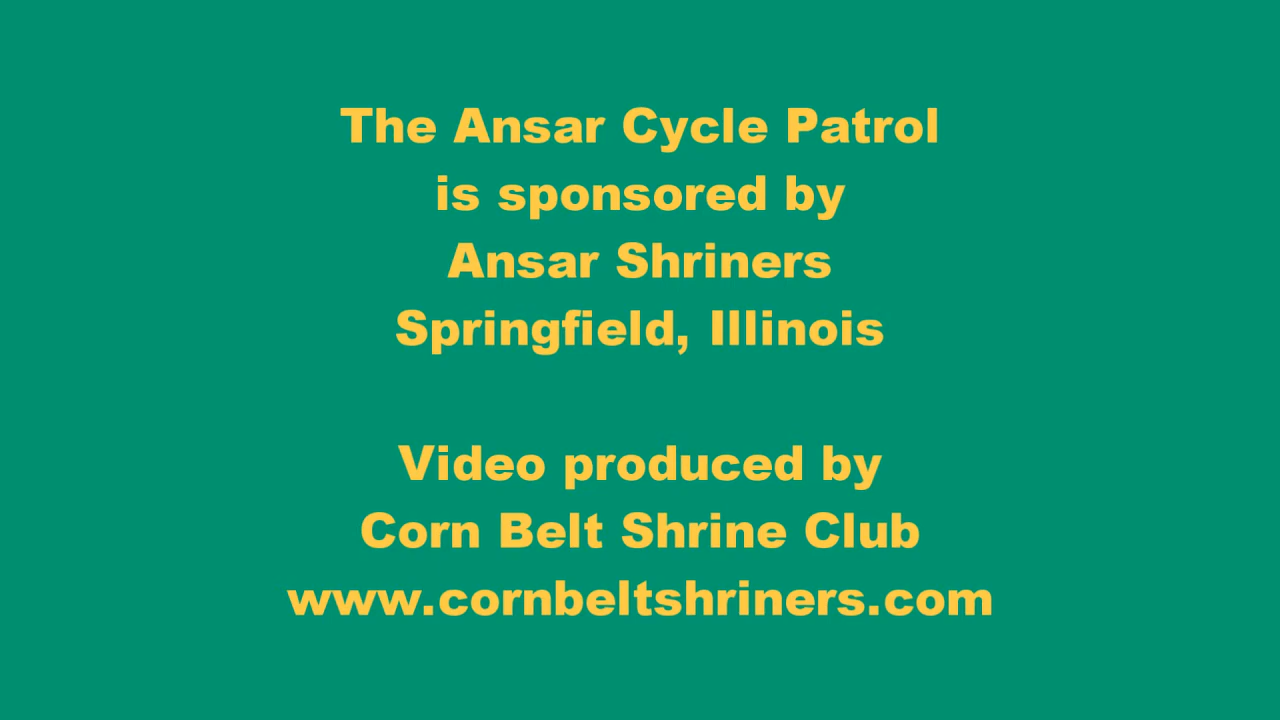 The Ansar Cycle Patrol
is sponsored by
Ansar Shriners
Springfield, Illinois
Video produced by
Corn Belt Shrine Club
www.cornbeltshriners.com